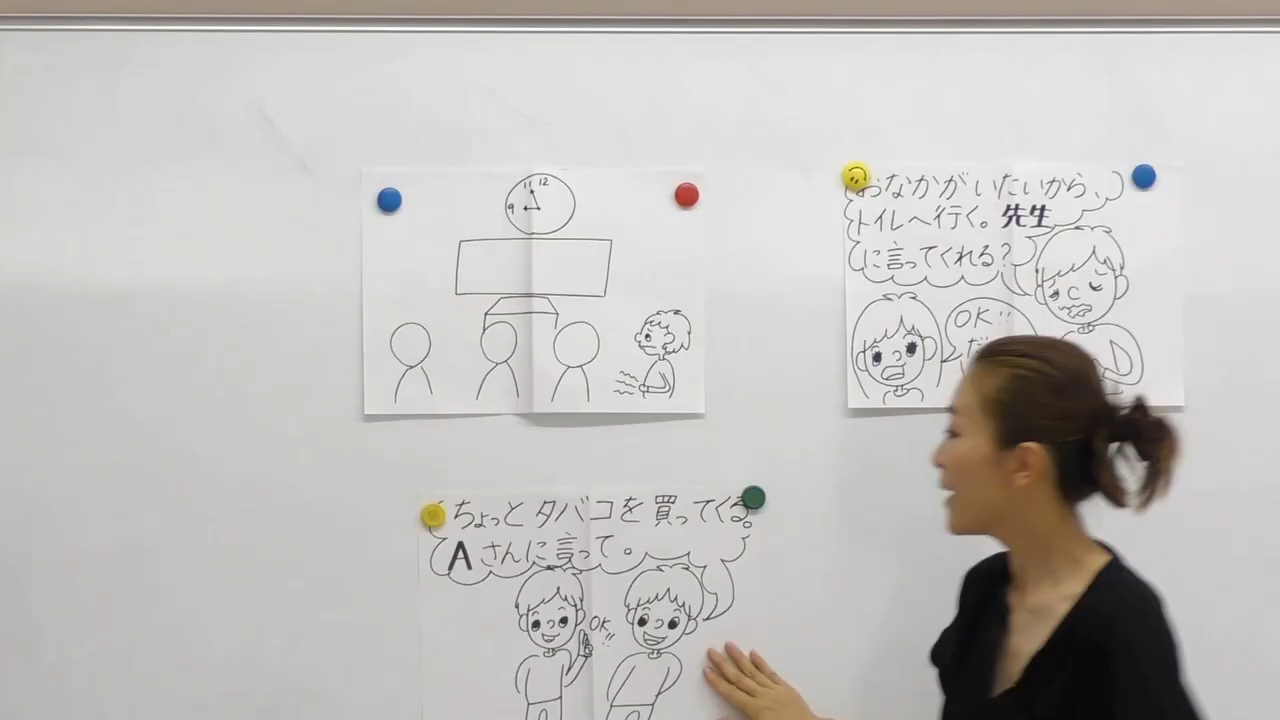 11 12
9
おなかがいたいから、
トイレへ行く。先生
に言ってくれる?
OK!!
だ
ちょっとタバコを買ってくる。
Aさんに言って。
OK!!